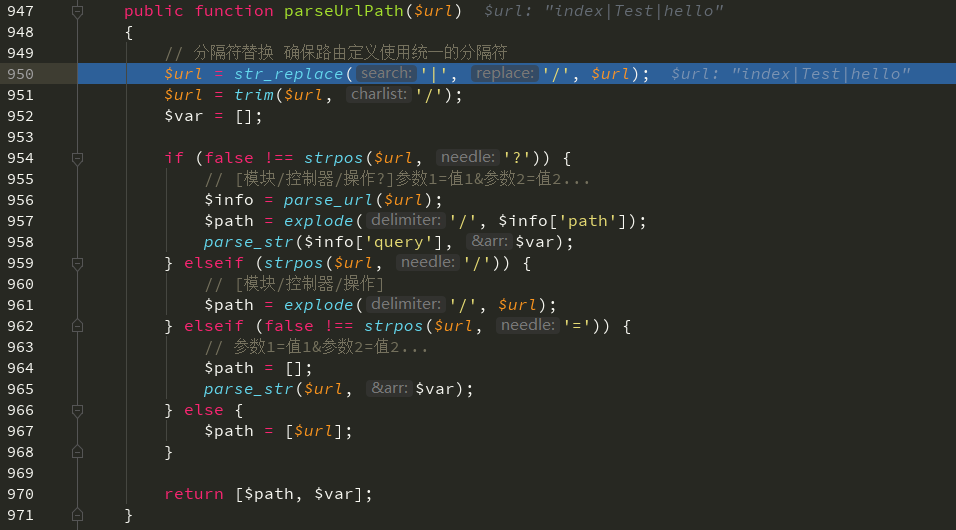 947 public function parseUrlPath($url)  $url: "index|Test|hello"
948 {
949 // 分隔符替换 确保路由定义使用统一的分隔符
950 $url = str_replace( search: '|', replace: '/', $url);  $url: "index|Test|hello"
951 $url = trim($url, charlist: '/');
952 $var = [];
953
954 if (false !== strpos($url, needle: '?')) {
955 // [模块/控制器/操作?]参数1=值1&参数2=值2...
956 $info = parse_url($url);
957 $path = explode( delimiter: '/', $info['path']);
958 parse_str($info['query'], &arr: $var);
959 } elseif (strpos($url, needle: '/')) {
960 // [模块/控制器/操作]
961 $path = explode( delimiter: '/', $url);
962 } elseif (false !== strpos($url, needle: '=')) {
963 // 参数1=值1&参数2=值2...
964 $path = [];
965 parse_str($url, &arr: $var);
966 } else {
967 $path = [$url];
968 }
969
970 return [$path, $var];
971 }